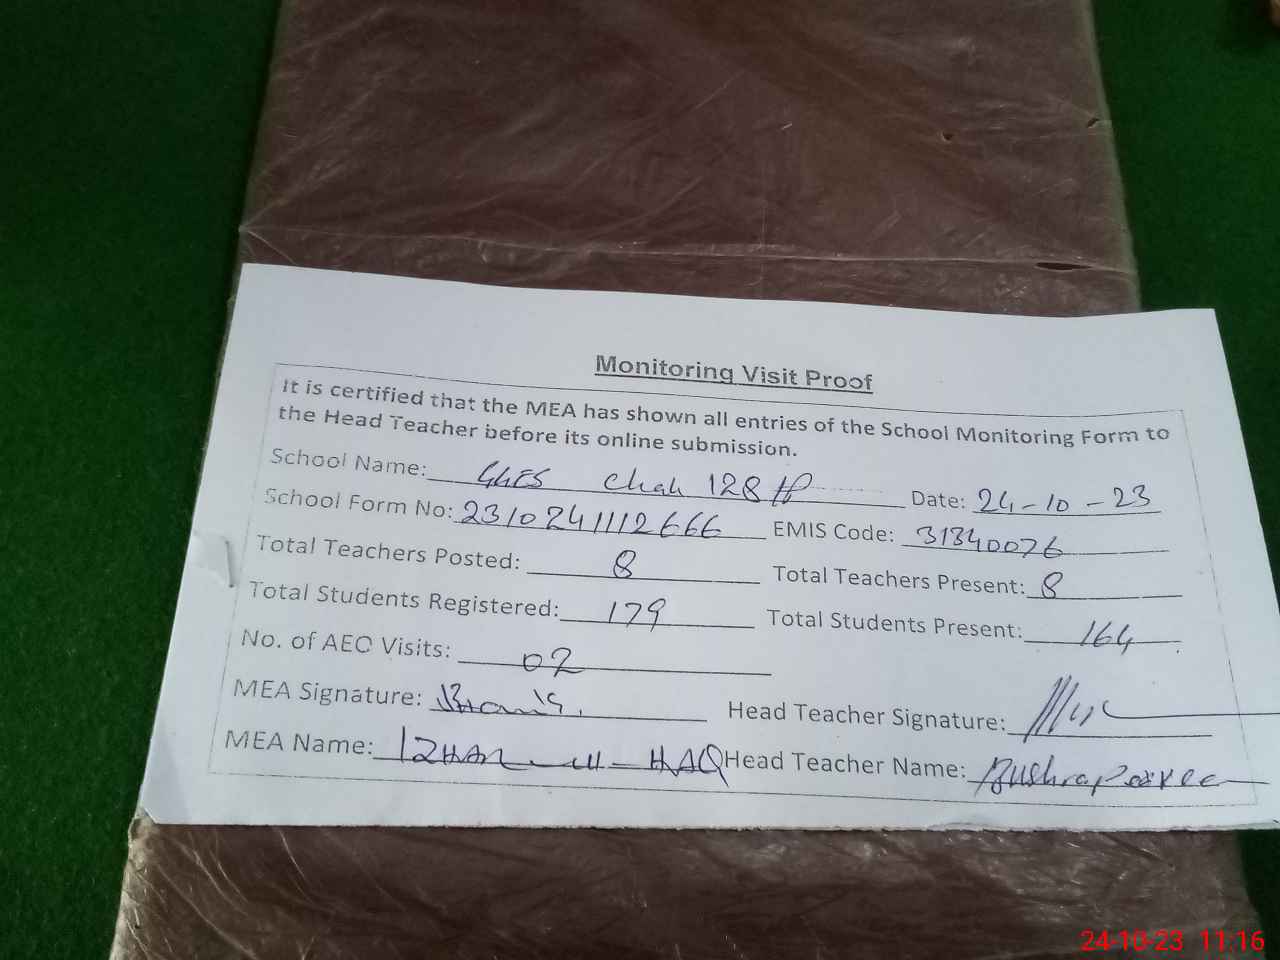 Monitoring Visit Proof
It is certified that the MEA has shown all entries of the School Monitoring Form to
the Head Teacher before its online submission.
School Name: GGES Chak 128 Date: 24-10-23
School Form No: 2310241112666 EMIS Code: 31340076
Total Teachers Posted: 8 Total Teachers Present: 8
Total Students Registered: 179 Total Students Present: 164
No. of AEO Visits: 02
MEA Signature: Head Teacher Signature:
MEA Name: IZHAR-ul-HAQ Head Teacher Name: Bushra Parveen
24-10-23 11:16